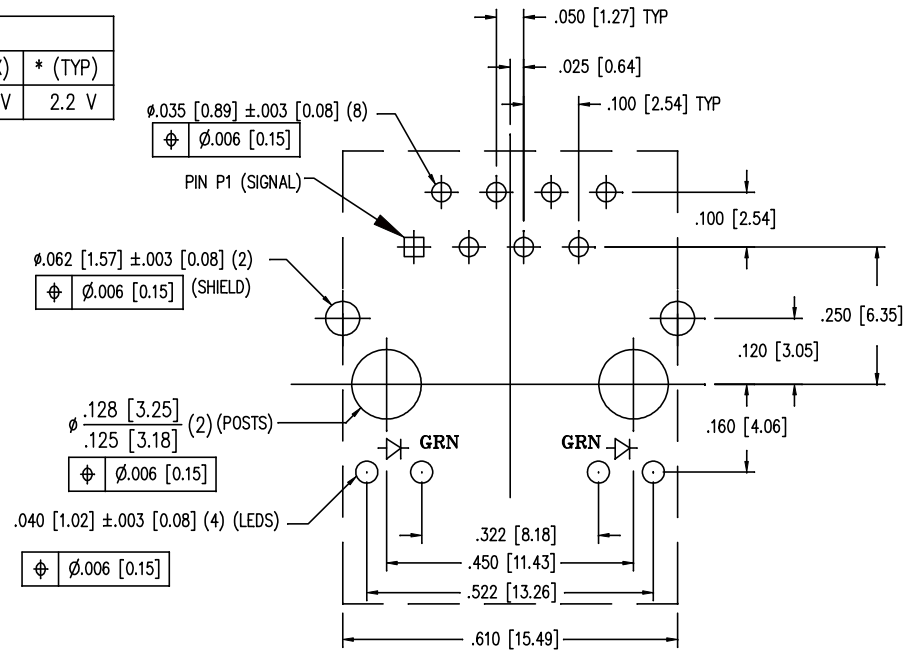 * (TYP)
V 2.2 V
.050 [1.27] TYP
.025 [0.64]
.100 [2.54] TYP
ø.035 [0.89] ±.003 [0.08] (8)
⌖ Ø.006 [0.15]
PIN P1 (SIGNAL)
.100 [2.54]
ø.062 [1.57] ±.003 [0.08] (2)
⌖ Ø.006 [0.15] (SHIELD)
.250 [6.35]
.120 [3.05]
ø .128 [3.25]
.125 [3.18] (2) (POSTS)
⌖ Ø.006 [0.15]
.160 [4.06]
GRN GRN
.040 [1.02] ±.003 [0.08] (4) (LEDS)
⌖ Ø.006 [0.15]
.322 [8.18]
.450 [11.43]
.522 [13.26]
.610 [15.49]